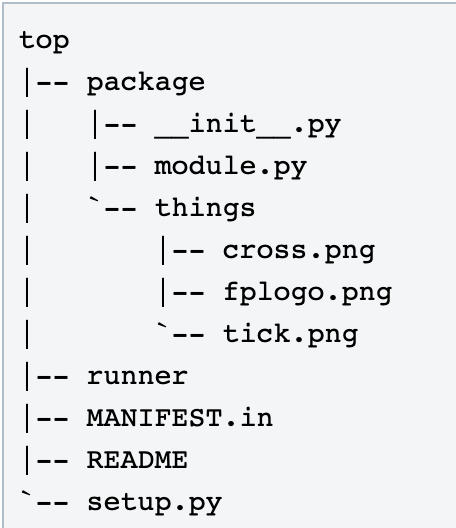 top
|-- package
|   |-- __init__.py
|   |-- module.py
|   `-- things
|       |-- cross.png
|       |-- fplogo.png
|       `-- tick.png
|-- runner
|-- MANIFEST.in
|-- README
`-- setup.py